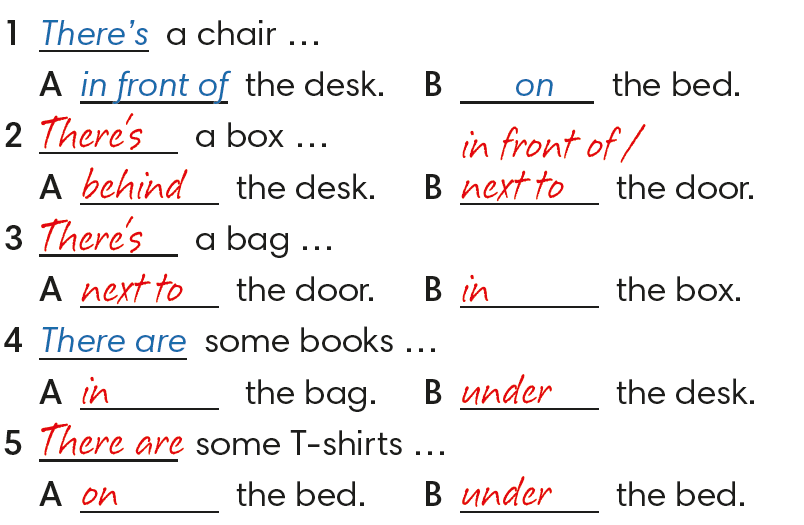 1 There's a chair ...
A in front of the desk. B on the bed.
2 There's a box ...
A behind the desk. B in front of / next to the door.
3 There's a bag ...
A next to the door. B in the box.
4 There are some books ...
A in the bag. B under the desk.
5 There are some T-shirts ...
A on the bed. B under the bed.